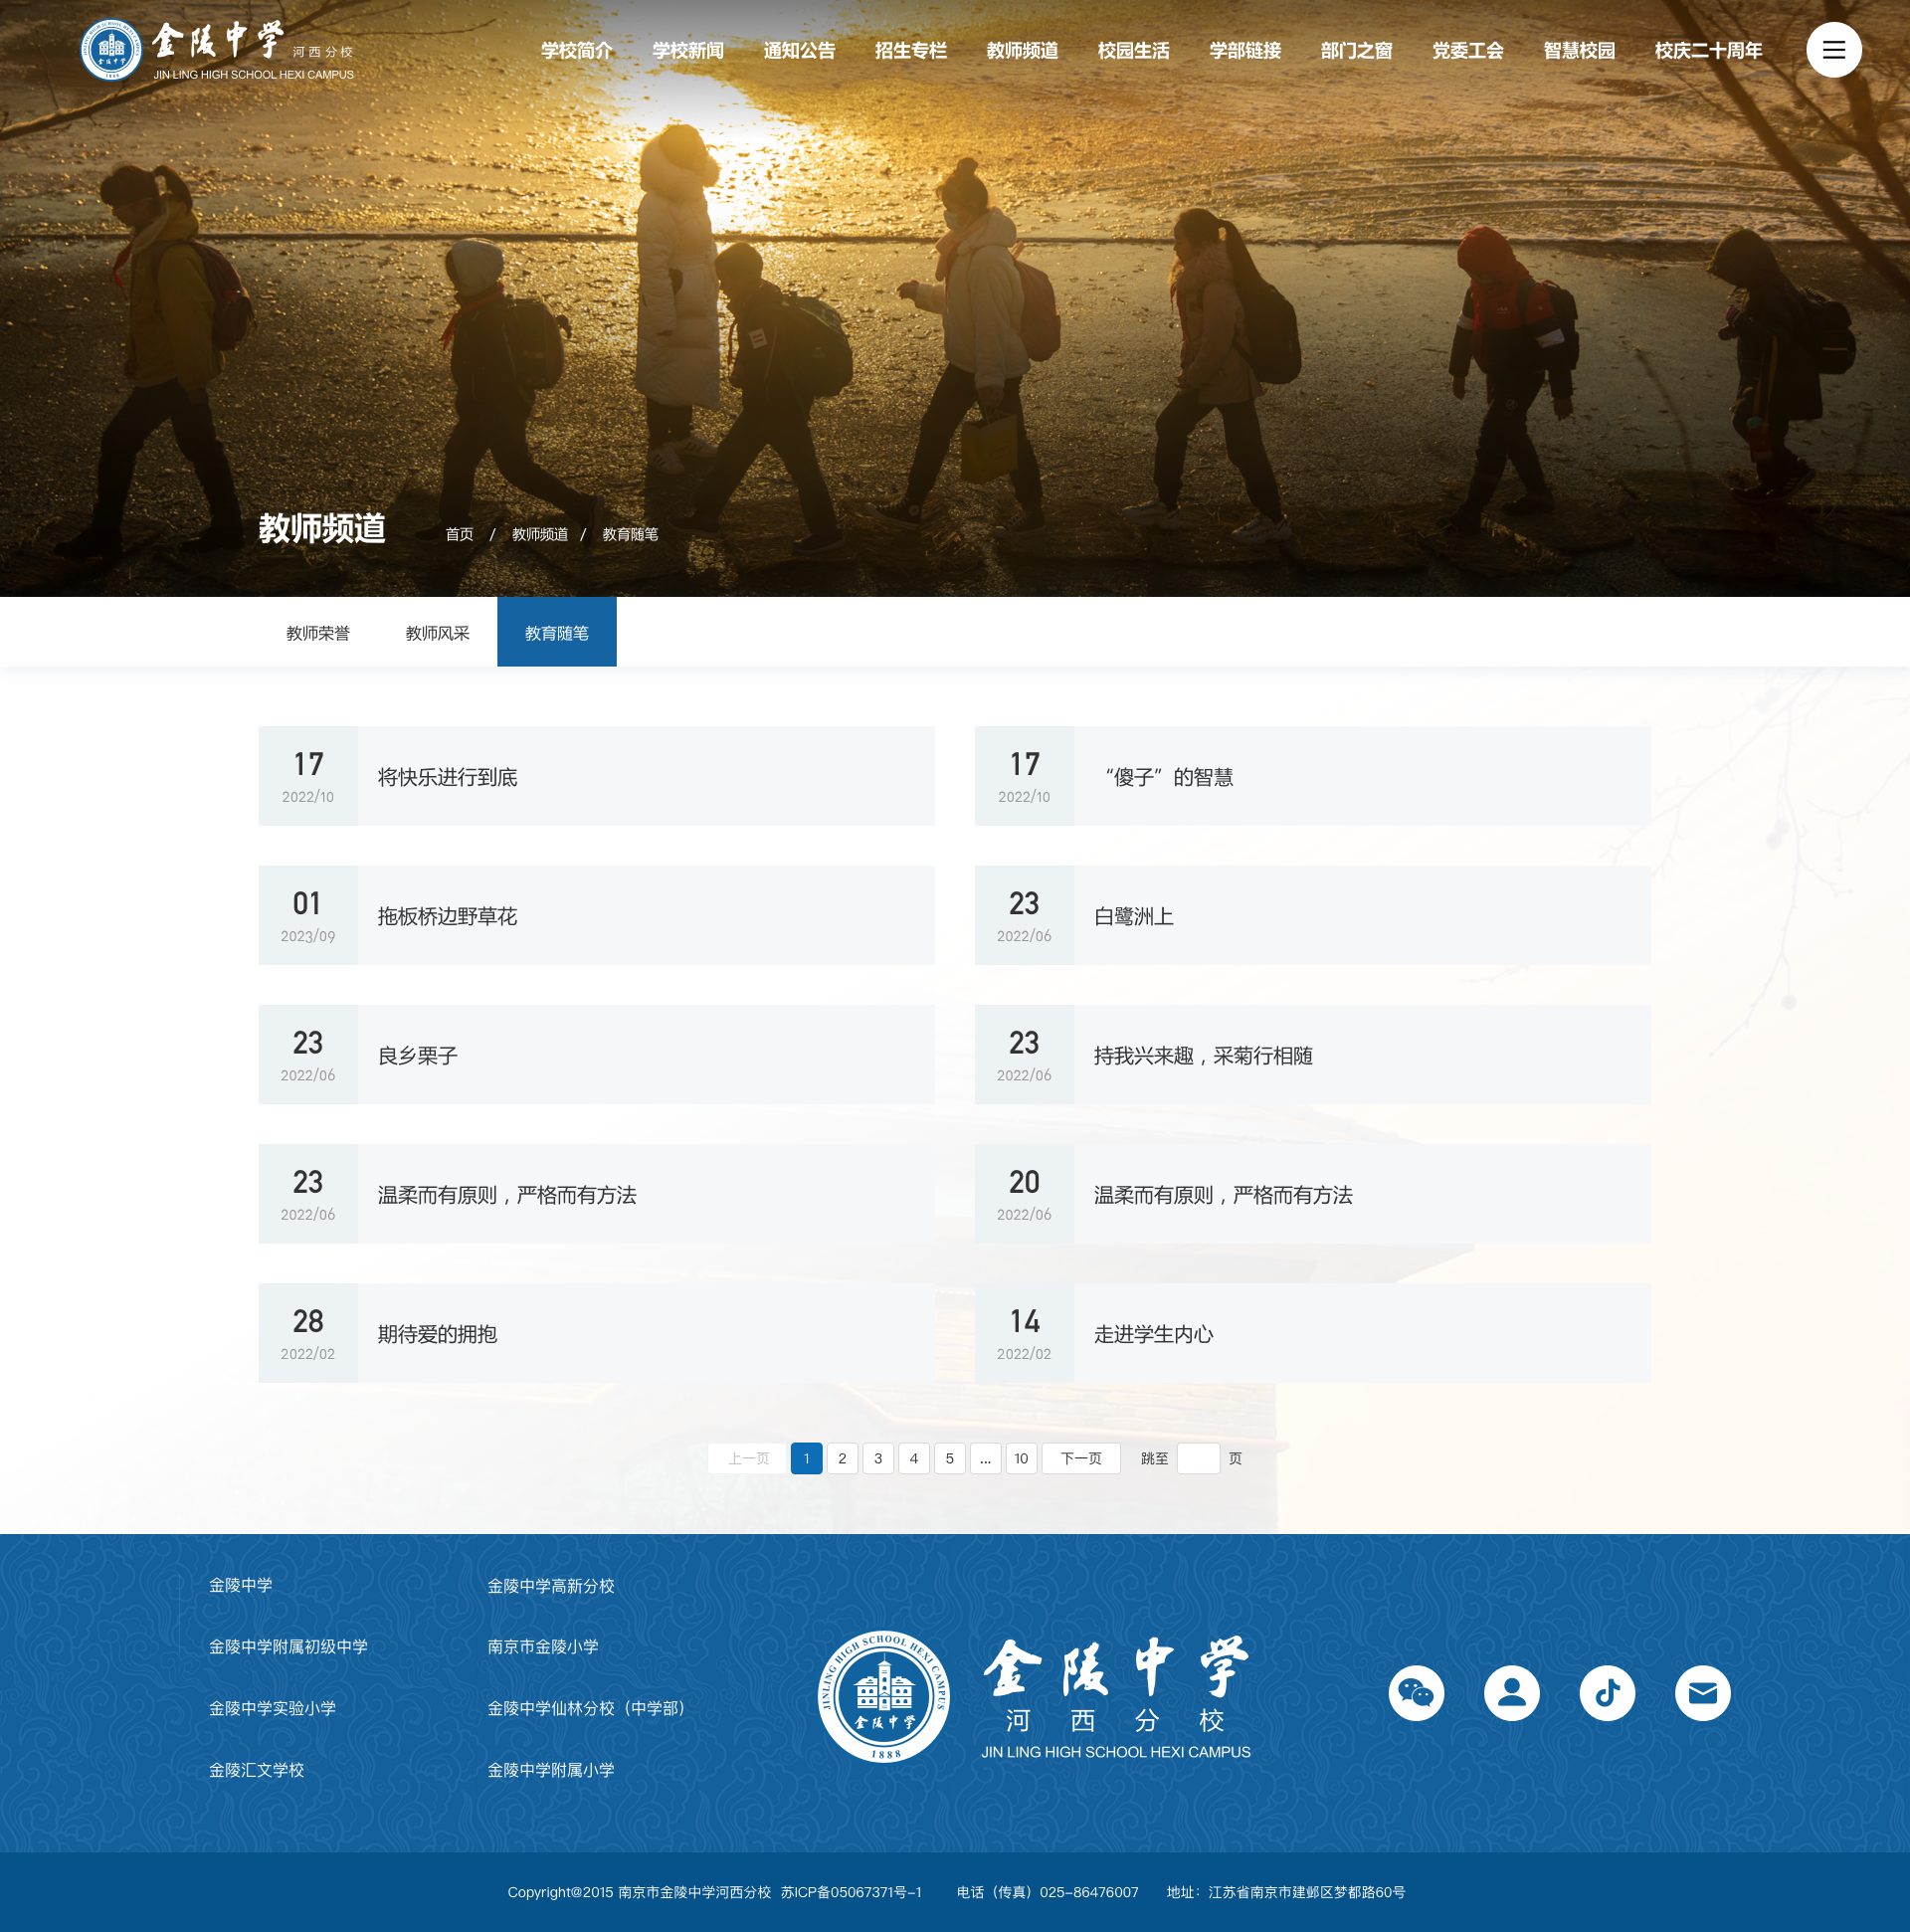 金陵中学 河西分校
JIN LING HIGH SCHOOL HEXI CAMPUS
学校简介 学校新闻 通知公告 招生专栏 教师频道 校园生活 学部链接 部门之窗 党委工会 智慧校园 校庆二十周年
教师频道 首页 / 教师频道 / 教育随笔
教师荣誉 教师风采 教育随笔
17
2022/10
将快乐进行到底
17
2022/10
“傻子”的智慧
01
2023/09
拖板桥边野草花
23
2022/06
白鹭洲上
23
2022/06
良乡栗子
23
2022/06
持我兴来趣，采菊行相随
23
2022/06
温柔而有原则，严格而有方法
20
2022/06
温柔而有原则，严格而有方法
28
2022/02
期待爱的拥抱
14
2022/02
走进学生内心
上一页 1 2 3 4 5 ... 10 下一页 跳至 页
金陵中学 金陵中学高新分校
金陵中学附属初级中学 南京市金陵小学
金陵中学实验小学 金陵中学仙林分校（中学部）
金陵汇文学校 金陵中学附属小学
JINLING HIGH SCHOOL HEXI CAMPUS
金陵中学
1888
金陵中学
河西分校
JIN LING HIGH SCHOOL HEXI CAMPUS
Copyright@2015 南京市金陵中学河西分校 苏ICP备05067371号-1 电话（传真）025-86476007 地址：江苏省南京市建邺区梦都路60号